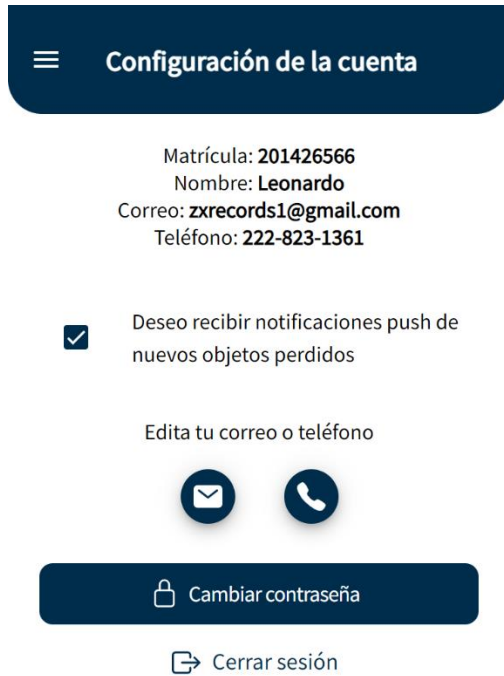 Configuración de la cuenta
Matrícula: 201426566
Nombre: Leonardo
Correo: zxrecords1@gmail.com
Teléfono: 222-823-1361
Deseo recibir notificaciones push de
nuevos objetos perdidos
Edita tu correo o teléfono
Cambiar contraseña
Cerrar sesión